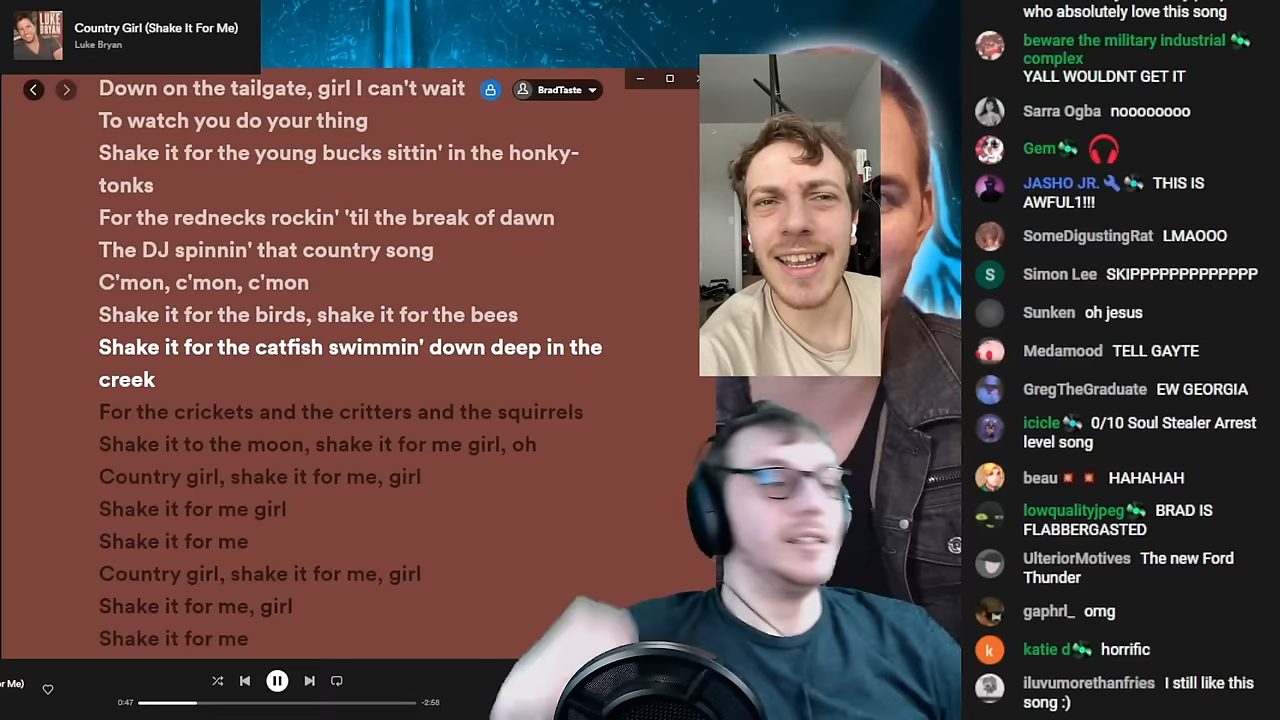 Country Girl (Shake It For Me)
Luke Bryan
LUKE
BRYAN
Down on the tailgate, girl I can't wait
BradTaste
To watch you do your thing
Shake it for the young bucks sittin' in the honky-
tonks
For the rednecks rockin' 'til the break of dawn
The DJ spinnin' that country song
C'mon, c'mon, c'mon
Shake it for the birds, shake it for the bees
Shake it for the catfish swimmin' down deep in the
creek
For the crickets and the critters and the squirrels
Shake it to the moon, shake it for me girl, oh
Country girl, shake it for me, girl
Shake it for me girl
Shake it for me
Country girl, shake it for me, girl
Shake it for me, girl
Shake it for me
r Me)
0:47
-2:58
who absolutely love this song
beware the military industrial
complex
YALL WOULDNT GET IT
Sarra Ogba noooooooo
Gem
JASHO JR. THIS IS
AWFUL1!!!
SomeDigustingRat LMAOOO
S
Simon Lee SKIPPPPPPPPPPPPP
Sunken oh jesus
Medamood TELL GAYTE
GregTheGraduate EW GEORGIA
icicle 0/10 Soul Stealer Arrest
level song
beau HAHAHAH
lowqualityjpeg BRAD IS
FLABBERGASTED
UlteriorMotives The new Ford
Thunder
gaphrl_ omg
k
katie d horrific
iluvumorethanfries I still like this
song :)